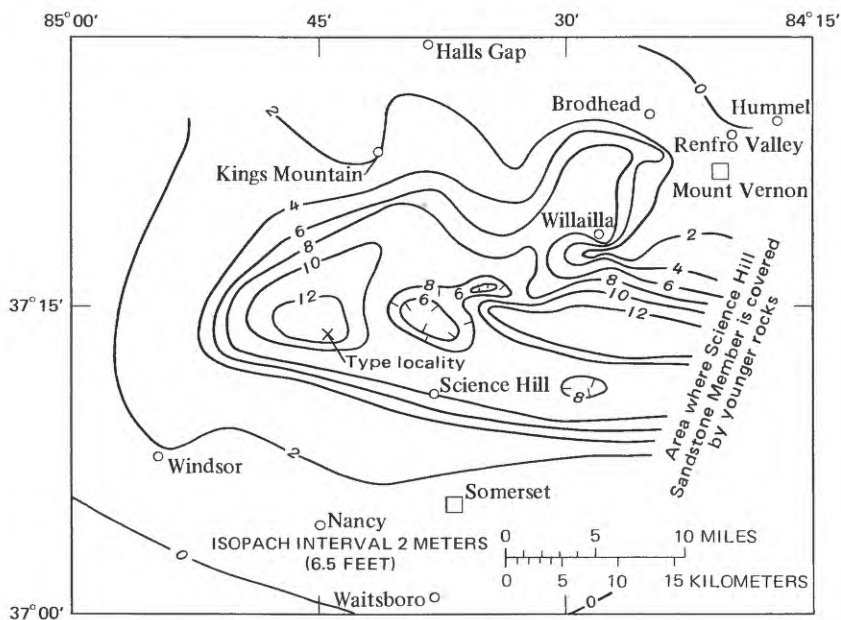 85°00′ 45′ 30′ 84°15′
Halls Gap
0
Brodhead
Hummel
2
Renfro Valley
Kings Mountain
Mount Vernon
4
6
Willailla
2
8
4
10
8 6
8
6
6
10
37°15′
12
12
Type locality
Science Hill
8
Area where Science Hill
Sandstone Member is covered
by younger rocks
2
Windsor
Somerset
Nancy
ISOPACH INTERVAL 2 METERS
(6.5 FEET)
0 5 10 MILES
0 5 10 15 KILOMETERS
0
Waitsboro
0
37°00′